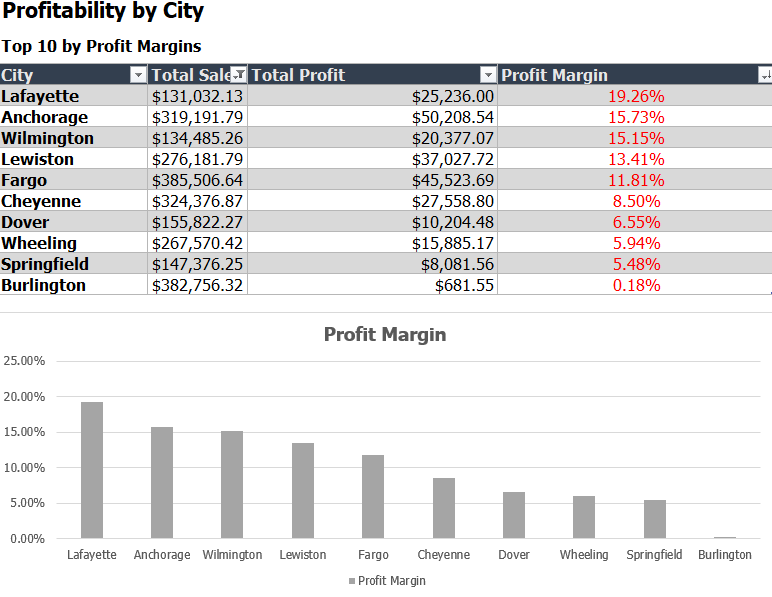 Profitability by City
Top 10 by Profit Margins
City Total Sale Total Profit Profit Margin
Lafayette $131,032.13 $25,236.00 19.26%
Anchorage $319,191.79 $50,208.54 15.73%
Wilmington $134,485.26 $20,377.07 15.15%
Lewiston $276,181.79 $37,027.72 13.41%
Fargo $385,506.64 $45,523.69 11.81%
Cheyenne $324,376.87 $27,558.80 8.50%
Dover $155,822.27 $10,204.48 6.55%
Wheeling $267,570.42 $15,885.17 5.94%
Springfield $147,376.25 $8,081.56 5.48%
Burlington $382,756.32 $681.55 0.18%
Profit Margin
25.00%
20.00%
15.00%
10.00%
5.00%
0.00%
Lafayette Anchorage Wilmington Lewiston Fargo Cheyenne Dover Wheeling Springfield Burlington
Profit Margin